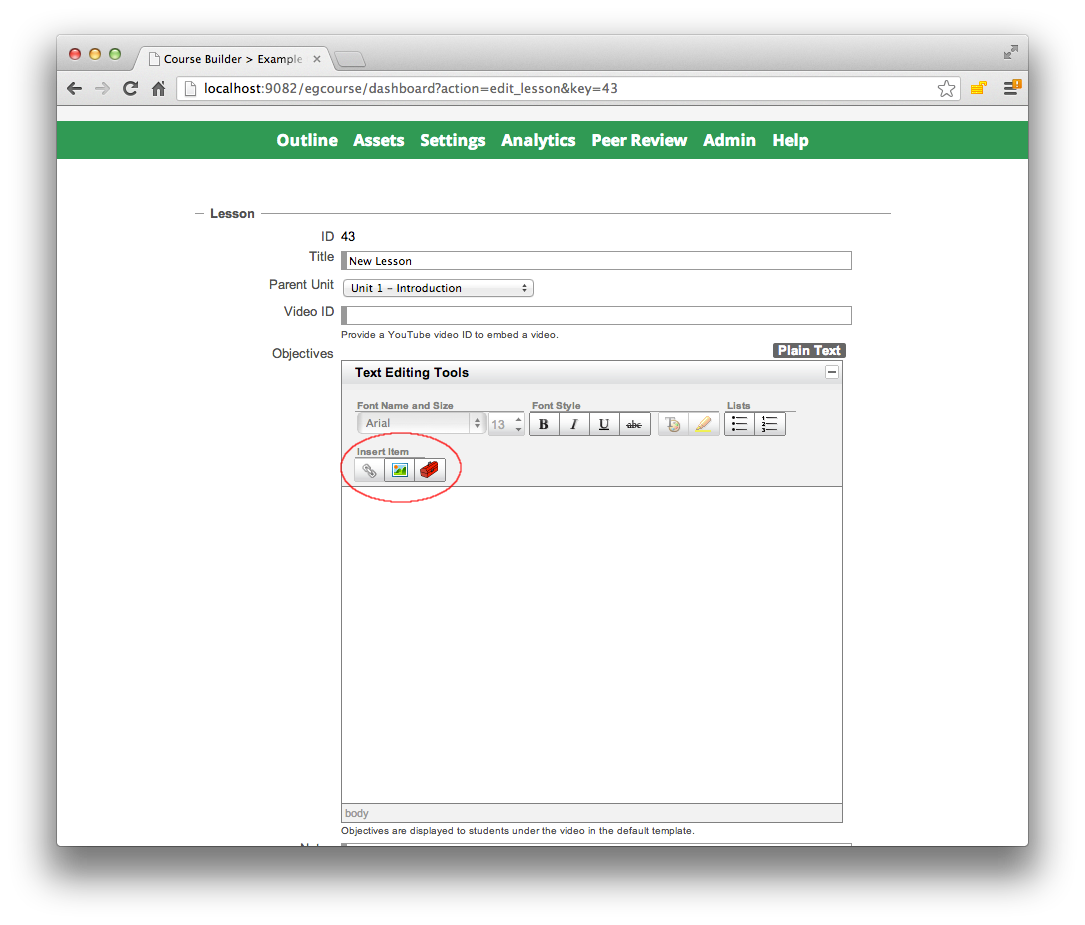 Course Builder > Example
localhost:9082/egcourse/dashboard?action=edit_lesson&key=43
Outline Assets Settings Analytics Peer Review Admin Help
Lesson
ID 43
Title New Lesson
Parent Unit Unit 1 - Introduction
Video ID
Provide a YouTube video ID to embed a video.
Objectives
Plain Text
Text Editing Tools
Font Name and Size Font Style Lists
Arial 13 B I U abc
Insert Item
body
Objectives are displayed to students under the video in the default template.